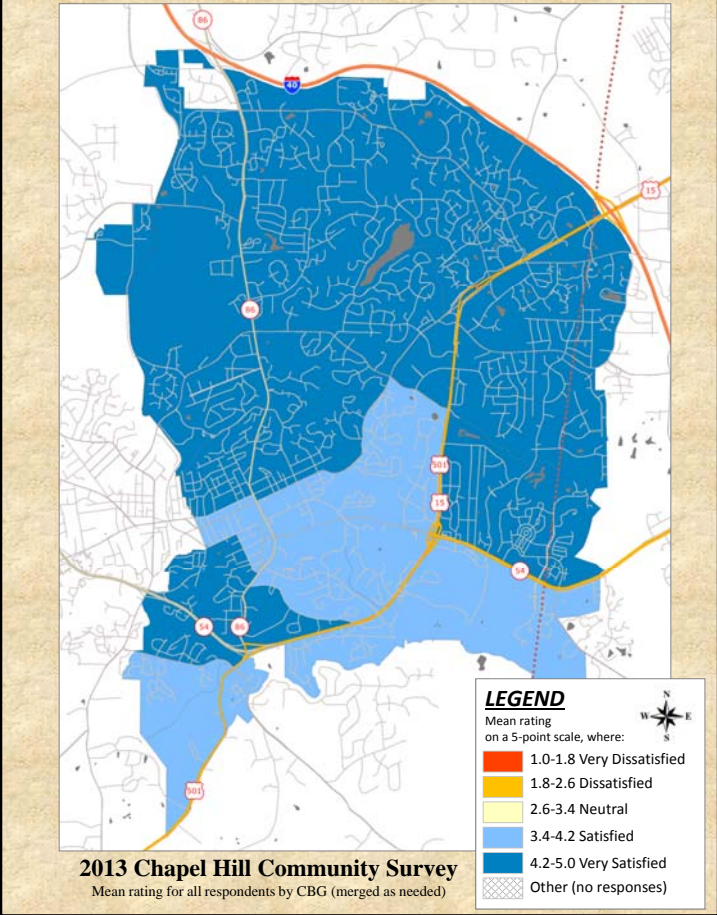 86
40
15
86
501
15
54
54
86
501
LEGEND
Mean rating
on a 5-point scale, where:
N
W E
S
1.0-1.8 Very Dissatisfied
1.8-2.6 Dissatisfied
2.6-3.4 Neutral
3.4-4.2 Satisfied
4.2-5.0 Very Satisfied
Other (no responses)
2013 Chapel Hill Community Survey
Mean rating for all respondents by CBG (merged as needed)